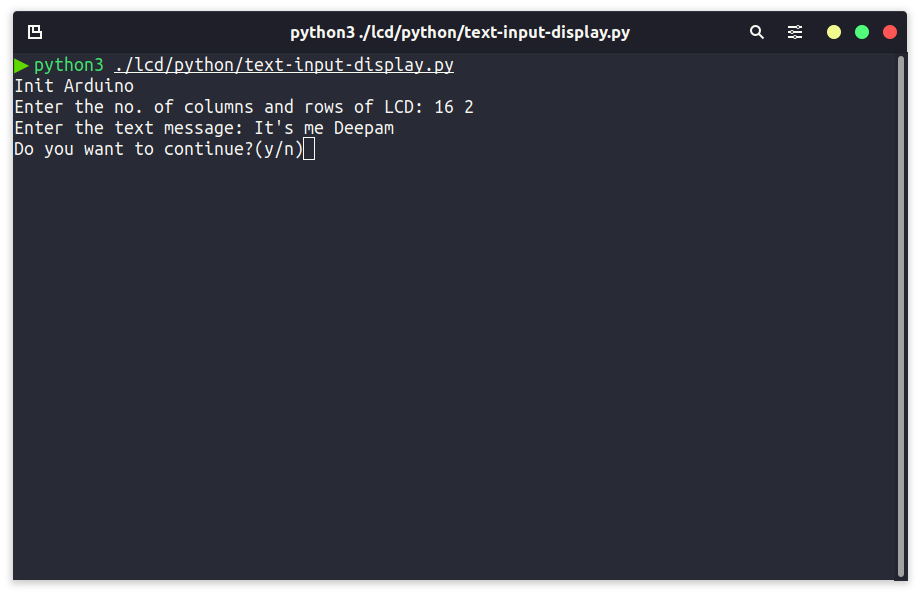 python3 ./lcd/python/text-input-display.py
python3 ./lcd/python/text-input-display.py
Init Arduino
Enter the no. of columns and rows of LCD: 16 2
Enter the text message: It's me Deepam
Do you want to continue?(y/n)